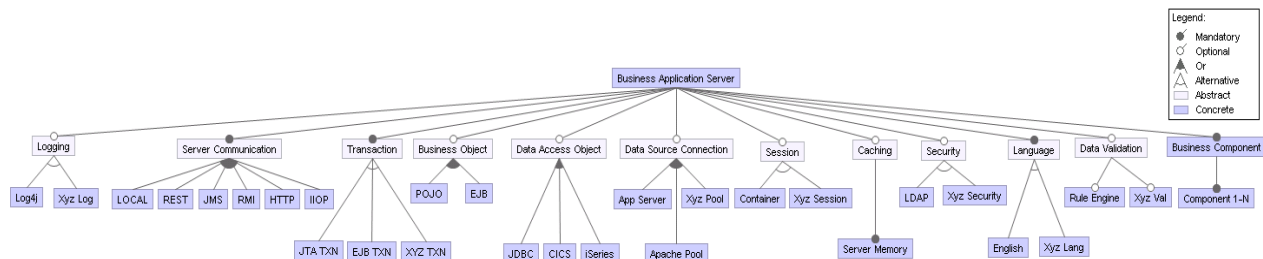 Legend:
Mandatory
Optional
Or
Alternative
Abstract
Concrete
Business Application Server
Logging
Server Communication
Transaction
Business Object
Data Access Object
Data Source Connection
Session
Caching
Security
Language
Data Validation
Business Component
Log4j
Xyz Log
LOCAL
REST
JMS
RMI
HTTP
IIOP
POJO
EJB
App Server
Xyz Pool
Container
Xyz Session
LDAP
Xyz Security
Rule Engine
Xyz Val
Component 1-N
JTA TXN
EJB TXN
XYZ TXN
JDBC
CICS
iSeries
Apache Pool
Server Memory
English
Xyz Lang